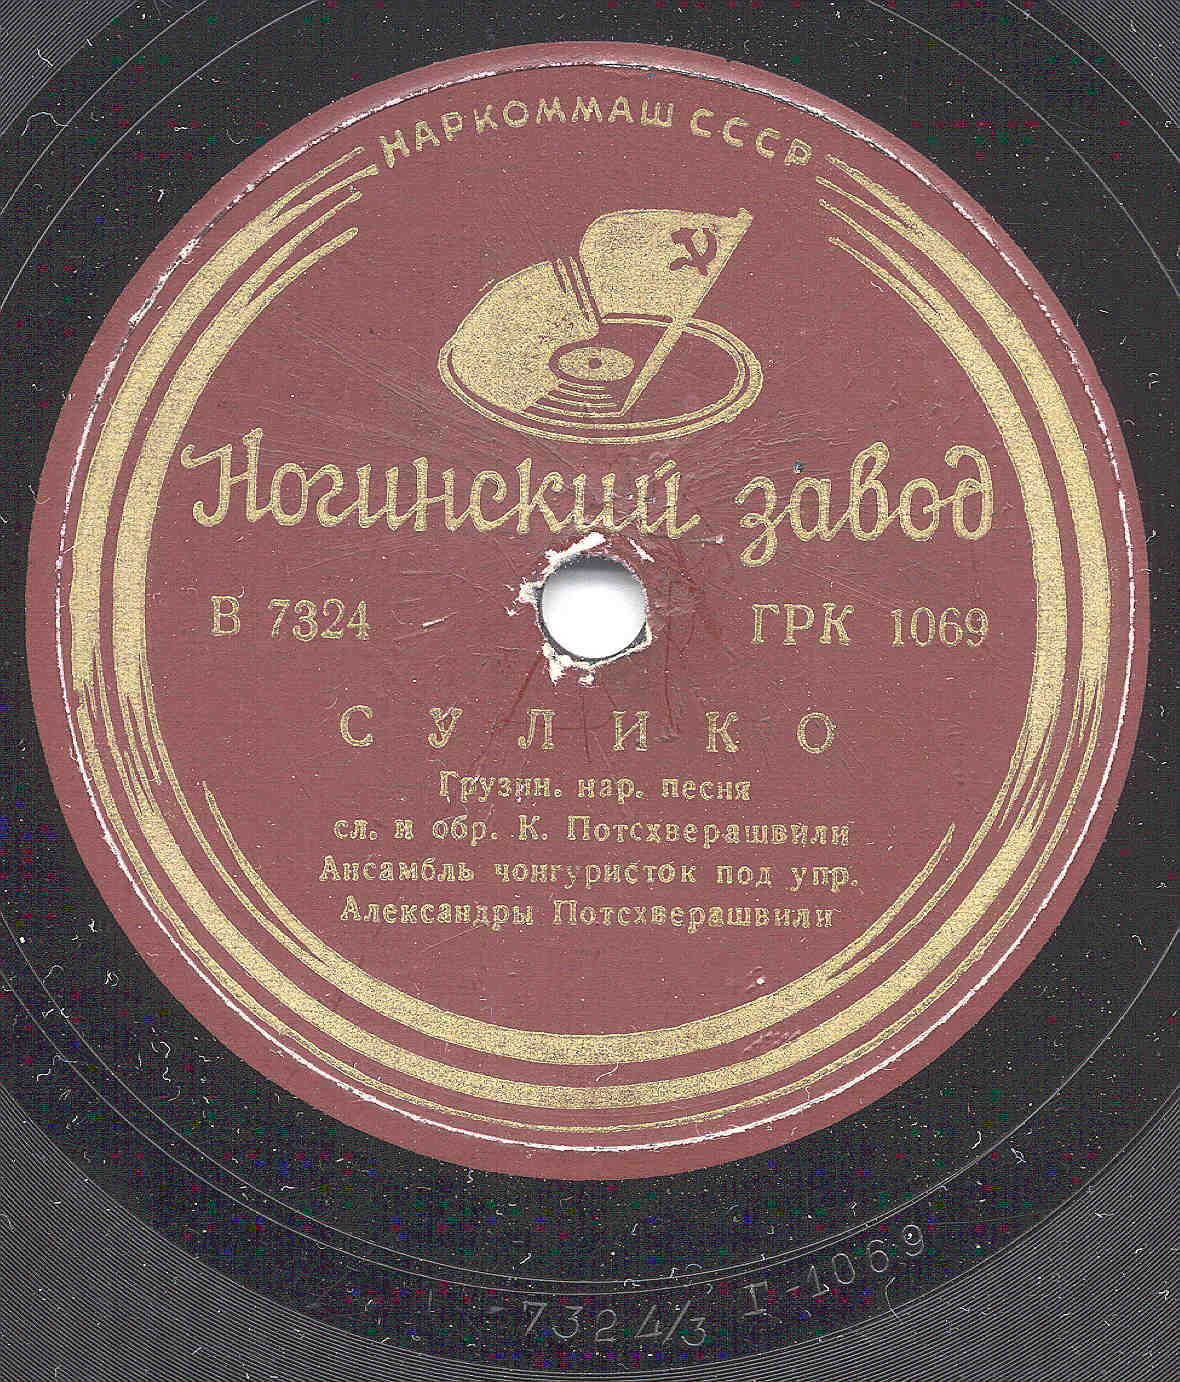 НАРКОММАШ СССР
Ногинский завод
В 7324 ГРК 1069
СУЛИКО
Грузин. нар. песня
сл. и обр. К. Потсхверашвили
Ансамбль чонгуристок под упр.
Александры Потсхверашвили
7324/3 Г-1069